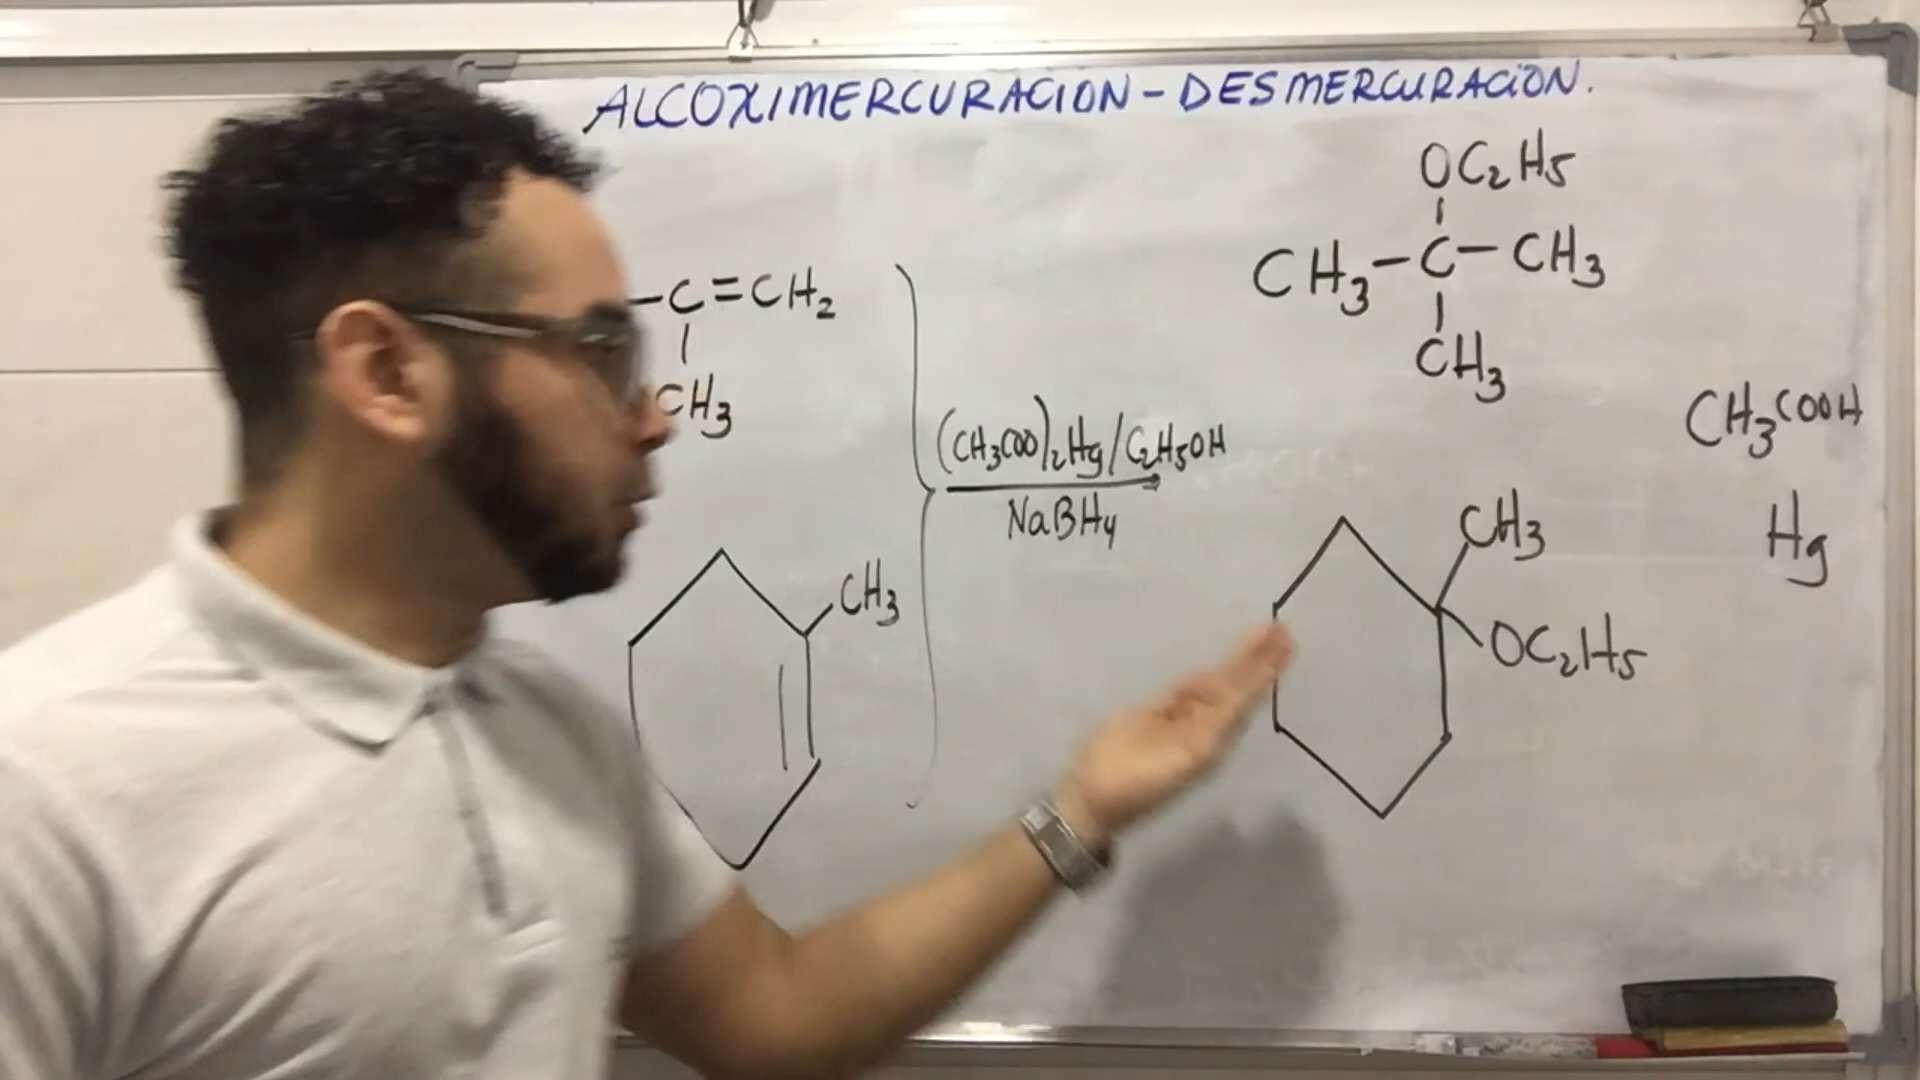 ALCOXIMERCURACION - DESMERCURACION.
OC₂H₅
CH₃-C-CH₃
CH₃
-C=CH₂
CH₃
(CH₃COO)₂Hg/C₂H₅OH
NaBH₄
CH₃COOH
Hg
CH₃
CH₃
OC₂H₅